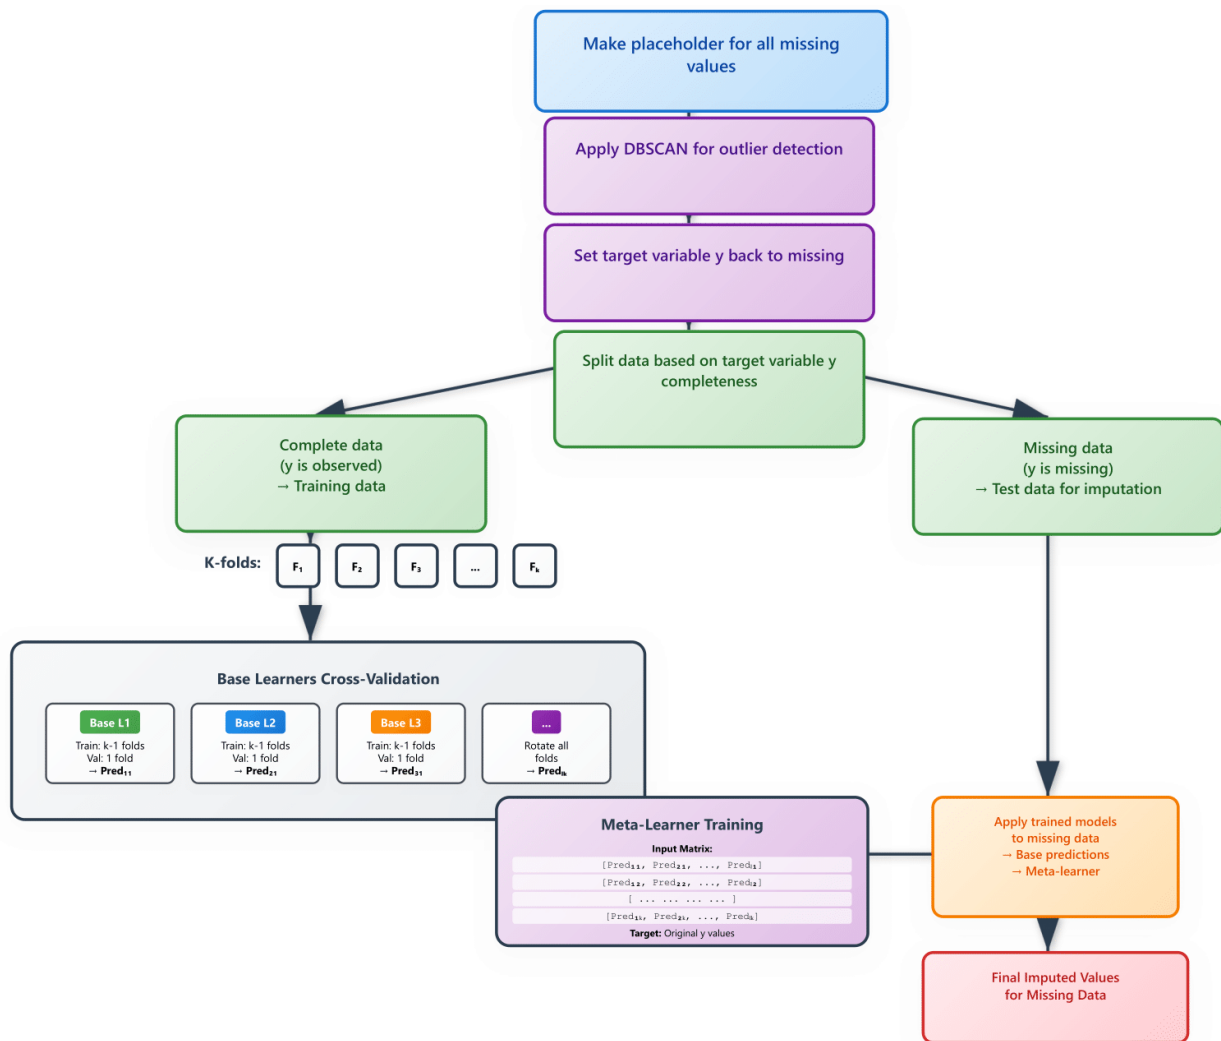 Make placeholder for all missing
values
Apply DBSCAN for outlier detection
Set target variable y back to missing
Split data based on target variable y
completeness
Complete data
(y is observed)
→ Training data
Missing data
(y is missing)
→ Test data for imputation
K-folds:
F₁
F₂
F₃
...
Fₖ
Base Learners Cross-Validation
Base L1
Train: k-1 folds
Val: 1 fold
→ Pred₁₁
Base L2
Train: k-1 folds
Val: 1 fold
→ Pred₂₁
Base L3
Train: k-1 folds
Val: 1 fold
→ Pred₃₁
...
Rotate all
folds
→ Predₗₖ
Meta-Learner Training
Input Matrix:
[Pred₁₁, Pred₂₁, ..., Predₗ₁]
[Pred₁₂, Pred₂₂, ..., Predₗ₂]
[ ... ... ... ... ]
[Pred₁ₖ, Pred₂ₖ, ..., Predₗₖ]
Target: Original y values
Apply trained models
to missing data
→ Base predictions
→ Meta-learner
Final Imputed Values
for Missing Data